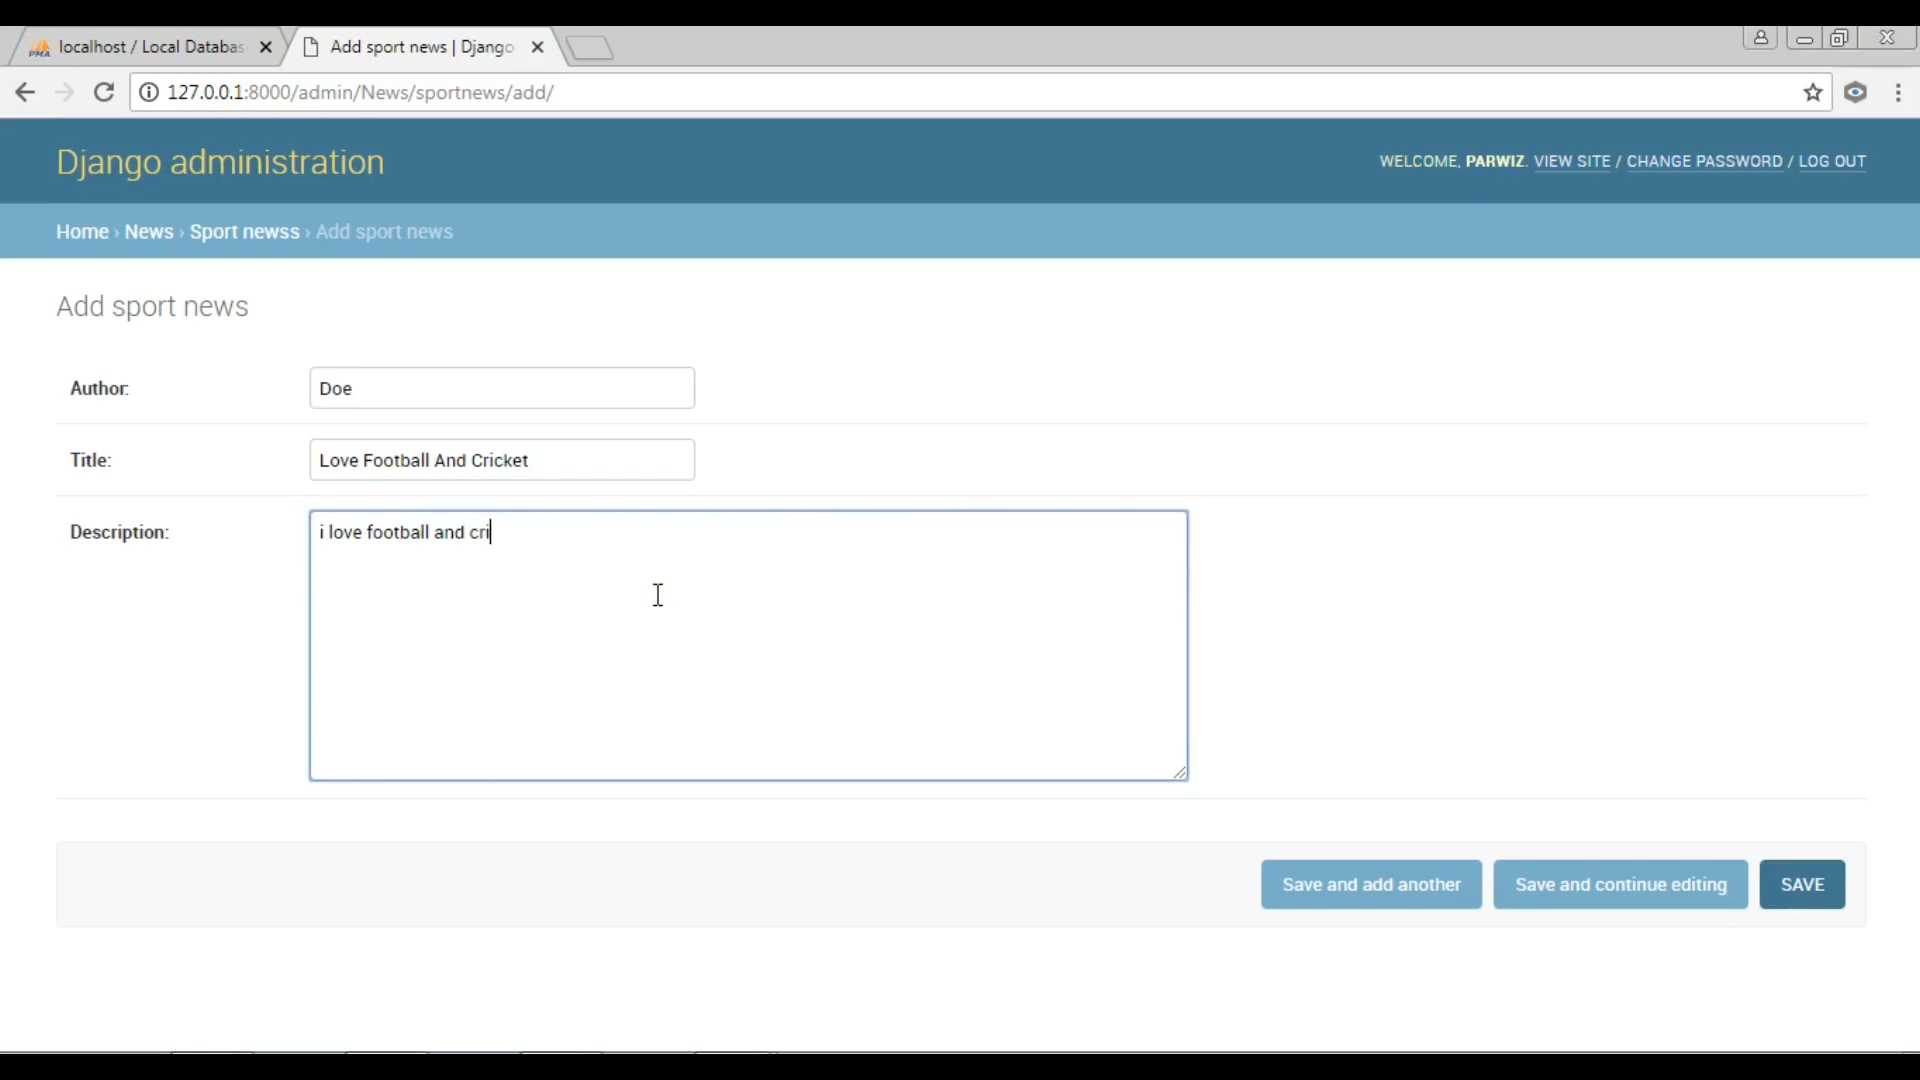 localhost / Local Databas
Add sport news | Django
127.0.0.1:8000/admin/News/sportnews/add/
Django administration
WELCOME, PARWIZ. VIEW SITE / CHANGE PASSWORD / LOG OUT
Home › News › Sport newss › Add sport news
Add sport news
Author: Doe
Title: Love Football And Cricket
Description: i love football and cri
Save and add another Save and continue editing SAVE